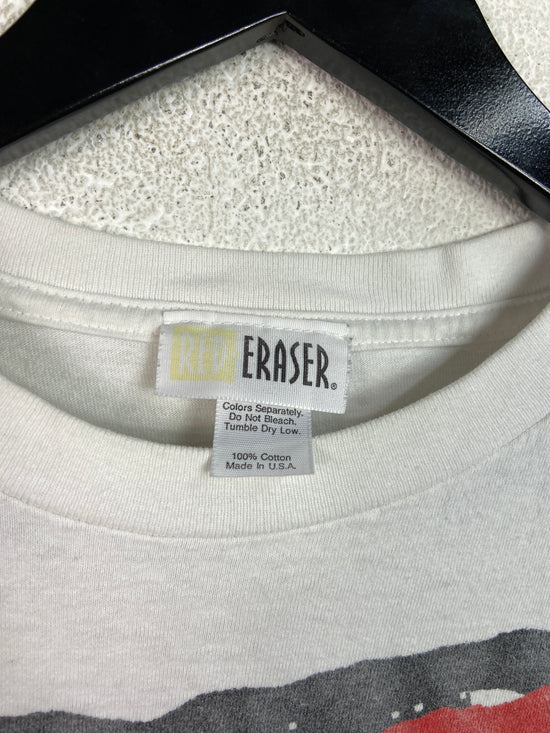 RED ERASER®
Colors Separately.
Do Not Bleach.
Tumble Dry Low.
100% Cotton
Made In U.S.A.